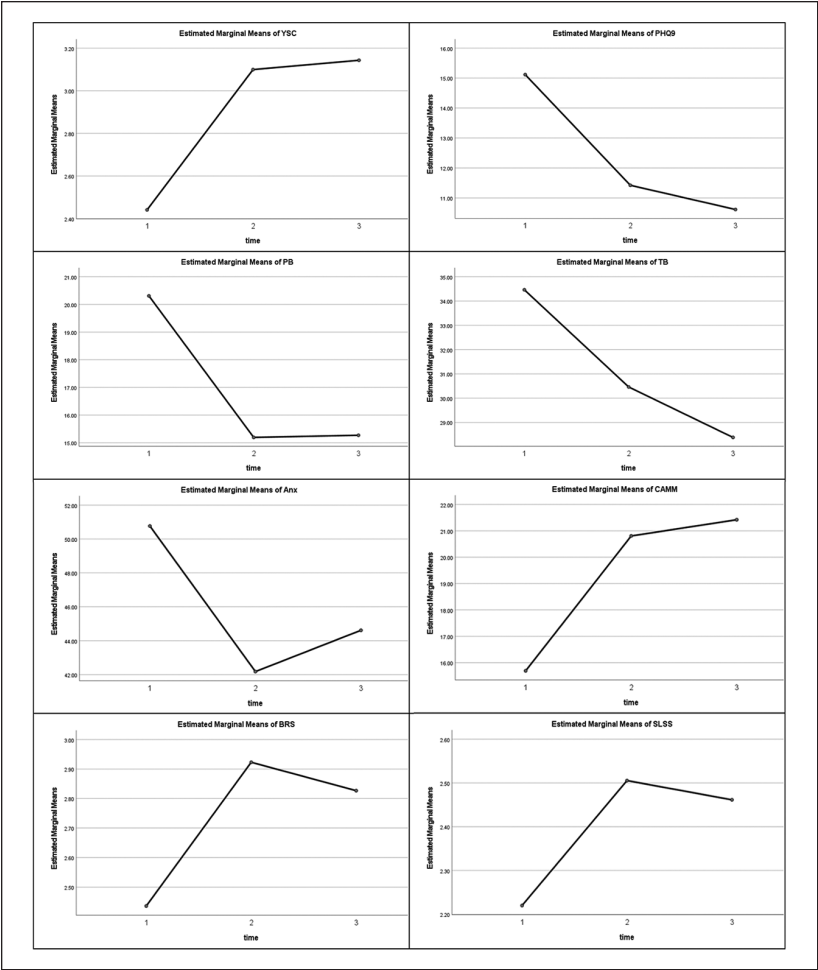 Estimated Marginal Means of YSC
Estimated Marginal Means
3.20
3.00
2.80
2.60
2.40
1 2 3
time
Estimated Marginal Means of PHQ9
Estimated Marginal Means
16.00
15.00
14.00
13.00
12.00
11.00
1 2 3
time
Estimated Marginal Means of PB
Estimated Marginal Means
21.00
20.00
19.00
18.00
17.00
16.00
15.00
1 2 3
time
Estimated Marginal Means of TB
Estimated Marginal Means
35.00
34.00
33.00
32.00
31.00
30.00
29.00
1 2 3
time
Estimated Marginal Means of Anx
Estimated Marginal Means
52.00
50.00
48.00
46.00
44.00
42.00
1 2 3
time
Estimated Marginal Means of CAMM
Estimated Marginal Means
22.00
21.00
20.00
19.00
18.00
17.00
16.00
1 2 3
time
Estimated Marginal Means of BRS
Estimated Marginal Means
3.00
2.90
2.80
2.70
2.60
2.50
1 2 3
time
Estimated Marginal Means of SLSS
Estimated Marginal Means
2.60
2.50
2.40
2.30
2.20
1 2 3
time